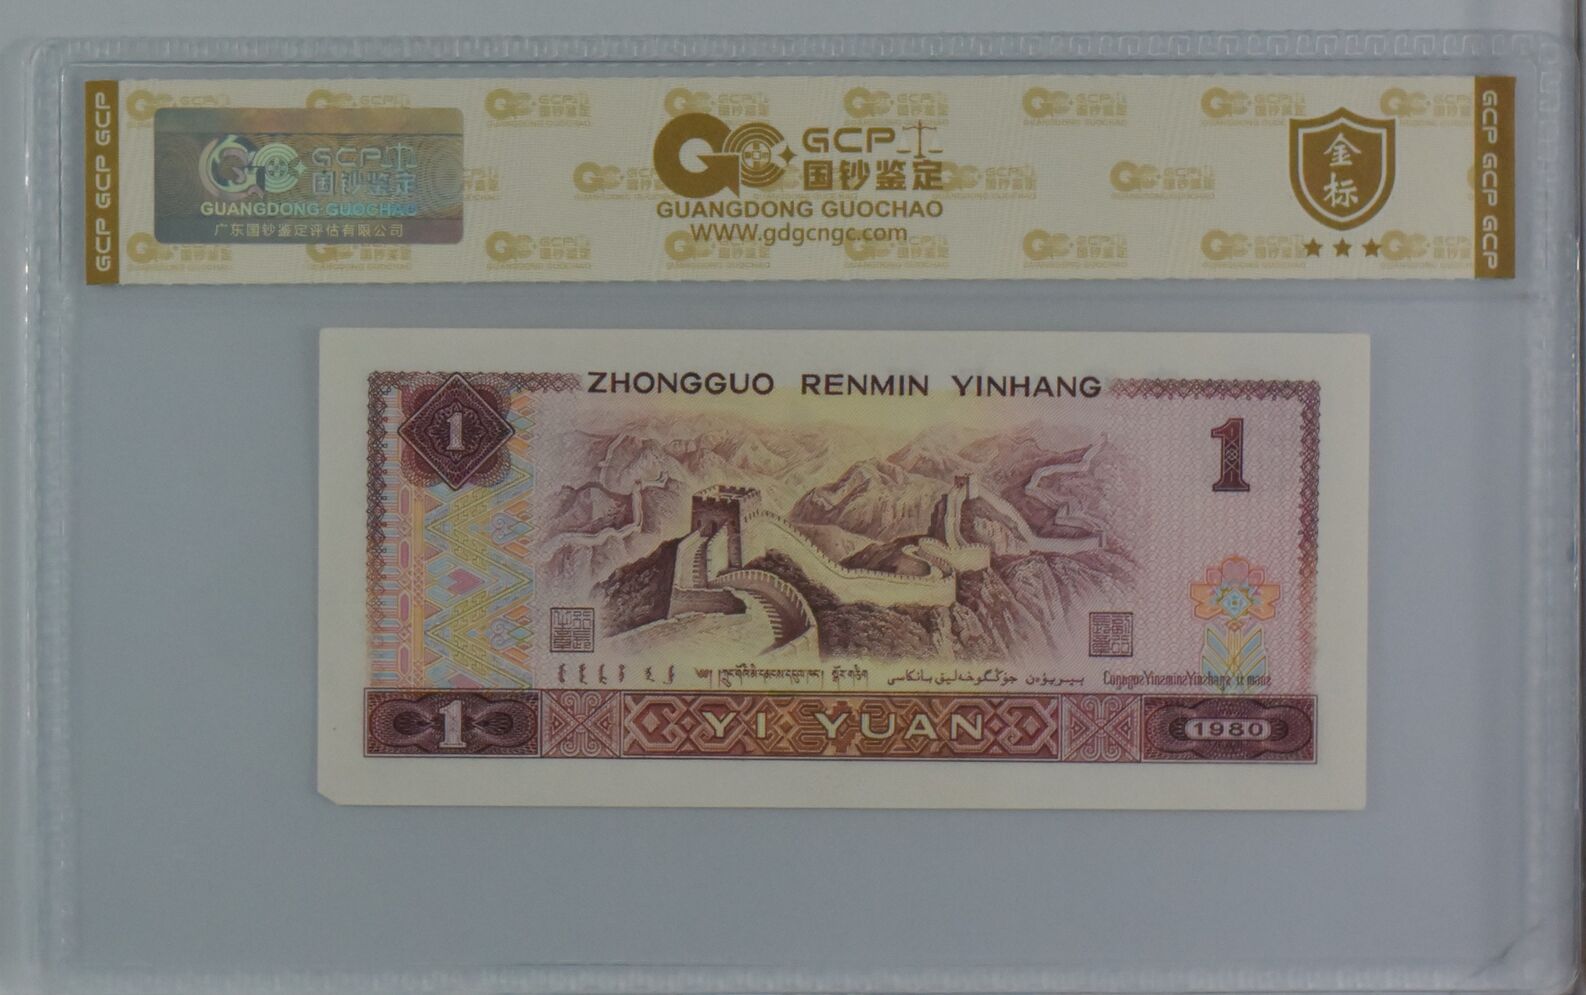 GCP GCP GCP
GCP
国钞鉴定
GUANGDONG GUOCHAO
广东国钞鉴定评估有限公司
GCP
国钞鉴定
GUANGDONG GUOCHAO
WWW.gdgcngc.com
金标
GCP GCP GCP
ZHONGGUO RENMIN YINHANG
1
1
YI YUAN
1
1980